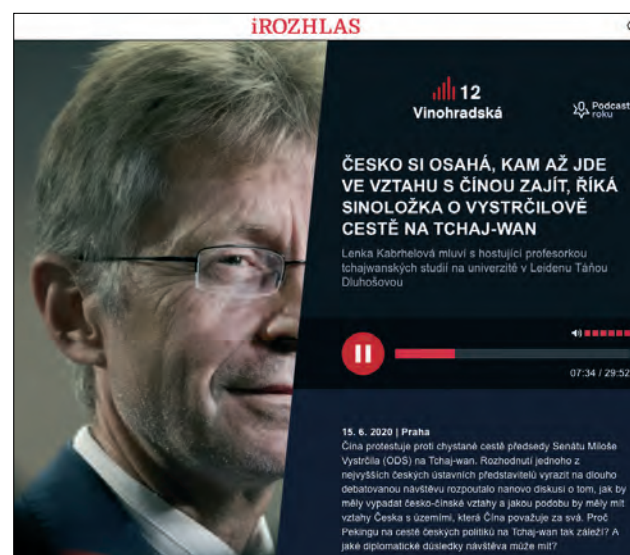 iROZHLAS
12
Vinohradská
Podcast
roku
ČESKO SI OSAHÁ, KAM AŽ JDE
VE VZTAHU S ČÍNOU ZAJÍT, ŘÍKÁ
SINOLOŽKA O VYSTRČILOVĚ
CESTĚ NA TCHAJ-WAN
Lenka Kabrhelová mluví s hostující profesorkou
tchajwanských studií na univerzitě v Leidenu Táňou
Dluhošovou
07:34 / 29:52
15. 6. 2020 | Praha
Čína protestuje proti chystané cestě předsedy Senátu Miloše
Vystrčila (ODS) na Tchaj-wan. Rozhodnutí jednoho z
nejvyšších českých ústavních představitelů vyrazit na dlouho
debatovanou návštěvu rozpoutalo nanovo diskusi o tom, jak by
měly vypadat česko-čínské vztahy a jakou podobu by měly mít
vztahy Česka s územími, která Čína považuje za svá. Proč
Pekingu na cestě českých politiků na Tchaj-wan tak záleží? A
jaké diplomatické důsledky návštěva může mít?